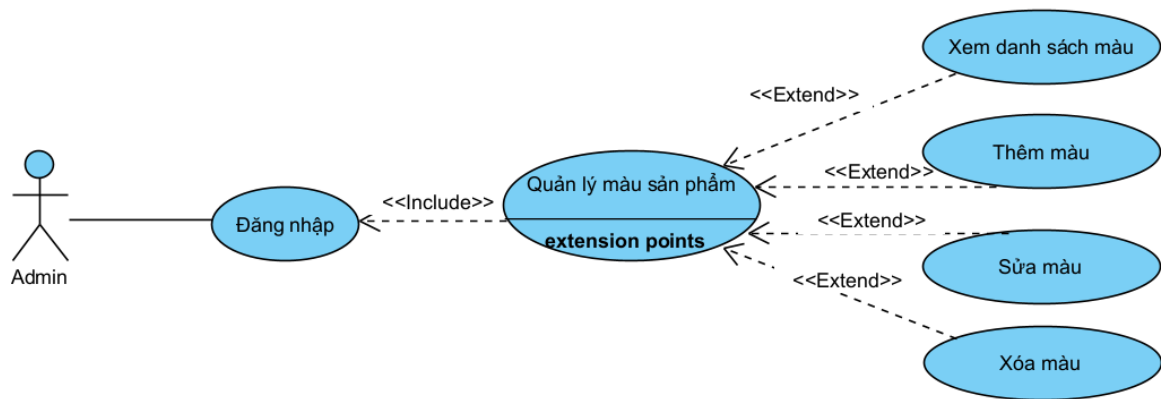 Xem danh sách màu
<<Extend>>
Thêm màu
<<Extend>>
Quản lý màu sản phẩm
<<Include>>
Đăng nhập
<<Extend>>
extension points
Sửa màu
Admin
<<Extend>>
Xóa màu